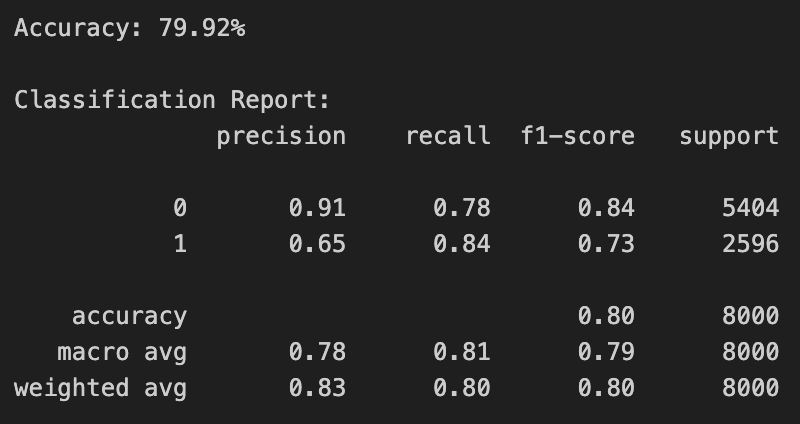 Accuracy: 79.92%
Classification Report:
precision recall f1-score support
0 0.91 0.78 0.84 5404
1 0.65 0.84 0.73 2596
accuracy 0.80 8000
macro avg 0.78 0.81 0.79 8000
weighted avg 0.83 0.80 0.80 8000